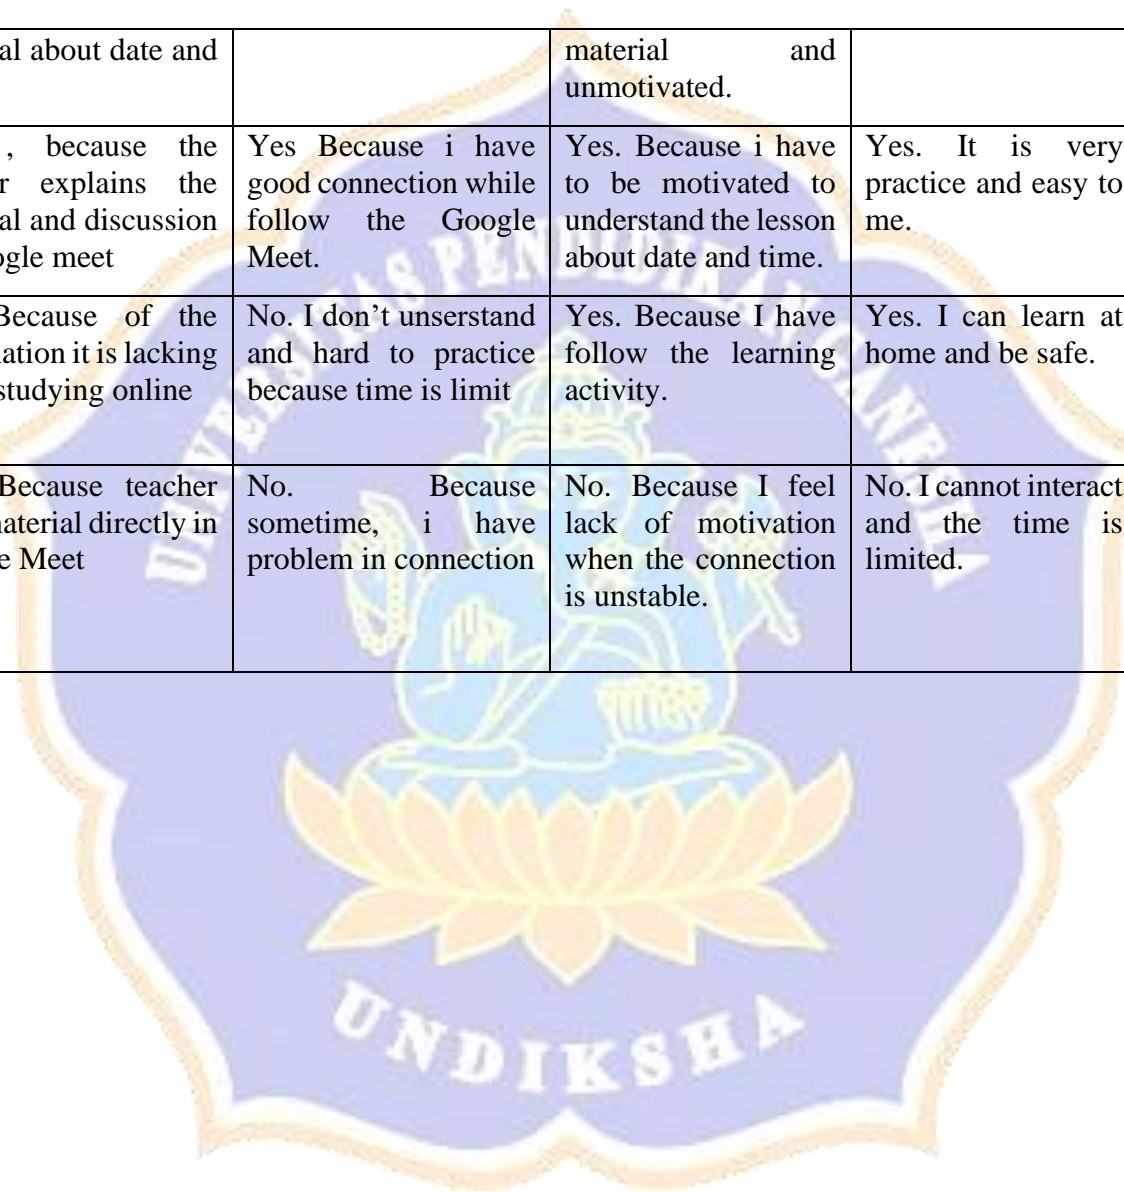 al about date and
material and
unmotivated.
, because the
r explains the
al and discussion
ogle meet
Yes Because i have
good connection while
follow the Google
Meet.
Yes. Because i have
to be motivated to
understand the lesson
about date and time.
Yes. It is very
practice and easy to
me.
Because of the
ation it is lacking
studying online
No. I don’t unserstand
and hard to practice
because time is limit
Yes. Because I have
follow the learning
activity.
Yes. I can learn at
home and be safe.
Because teacher
aterial directly in
e Meet
No. Because
sometime, i have
problem in connection
No. Because I feel
lack of motivation
when the connection
is unstable.
No. I cannot interact
and the time is
limited.
UNIVERSITAS PENDIDIKAN GANESHA
UNDIKSHA